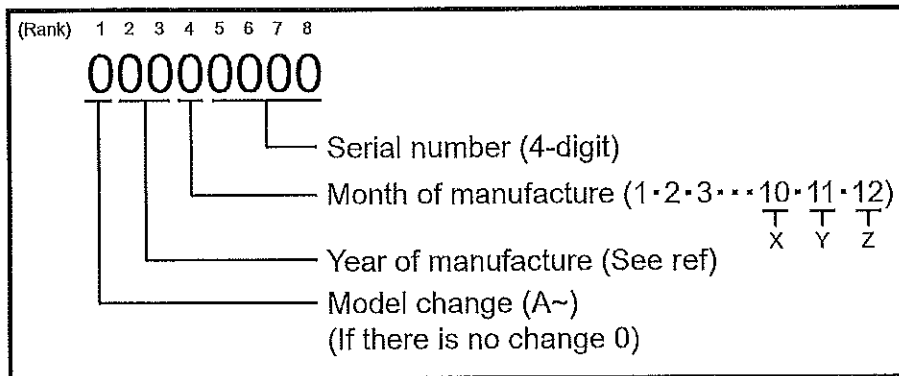 (Rank) 1 2 3 4 5 6 7 8
00000000
Serial number (4-digit)
Month of manufacture (1・2・3・・・10・11・12)
X Y Z
Year of manufacture (See ref)
Model change (A~)
(If there is no change 0)